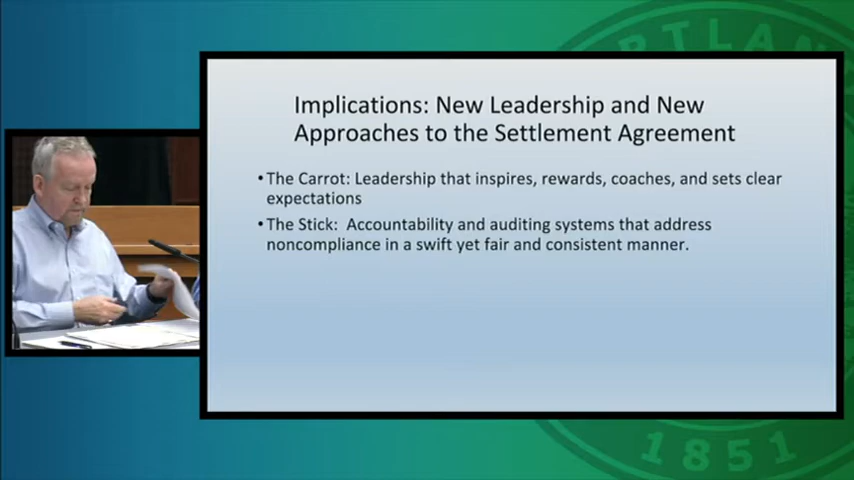 RTLAN
Implications: New Leadership and New
Approaches to the Settlement Agreement
•The Carrot: Leadership that inspires, rewards, coaches, and sets clear
expectations
•The Stick:  Accountability and auditing systems that address
noncompliance in a swift yet fair and consistent manner.
1851